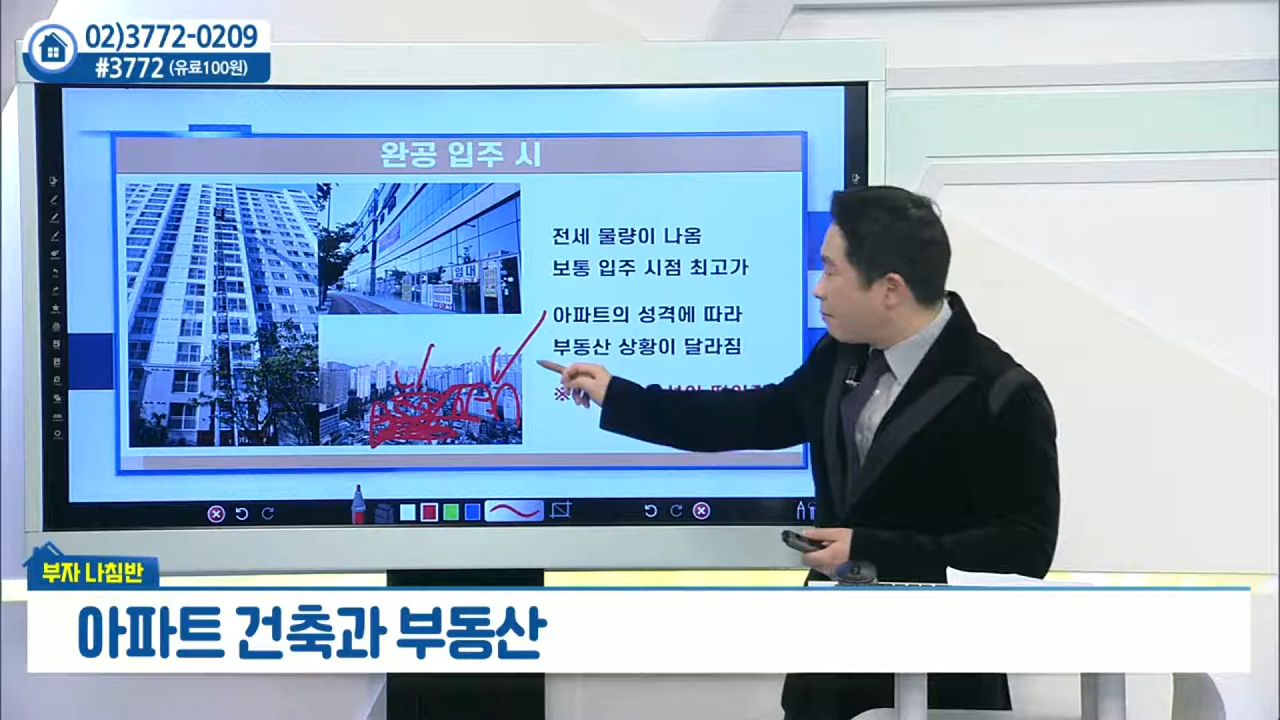 02)3772-0209
#3772 (유료100원)
완공 입주 시
전세 물량이 나옴
보통 입주 시점 최고가
아파트의 성격에 따라
부동산 상황이 달라짐
※
임대
부자 나침반
아파트 건축과 부동산